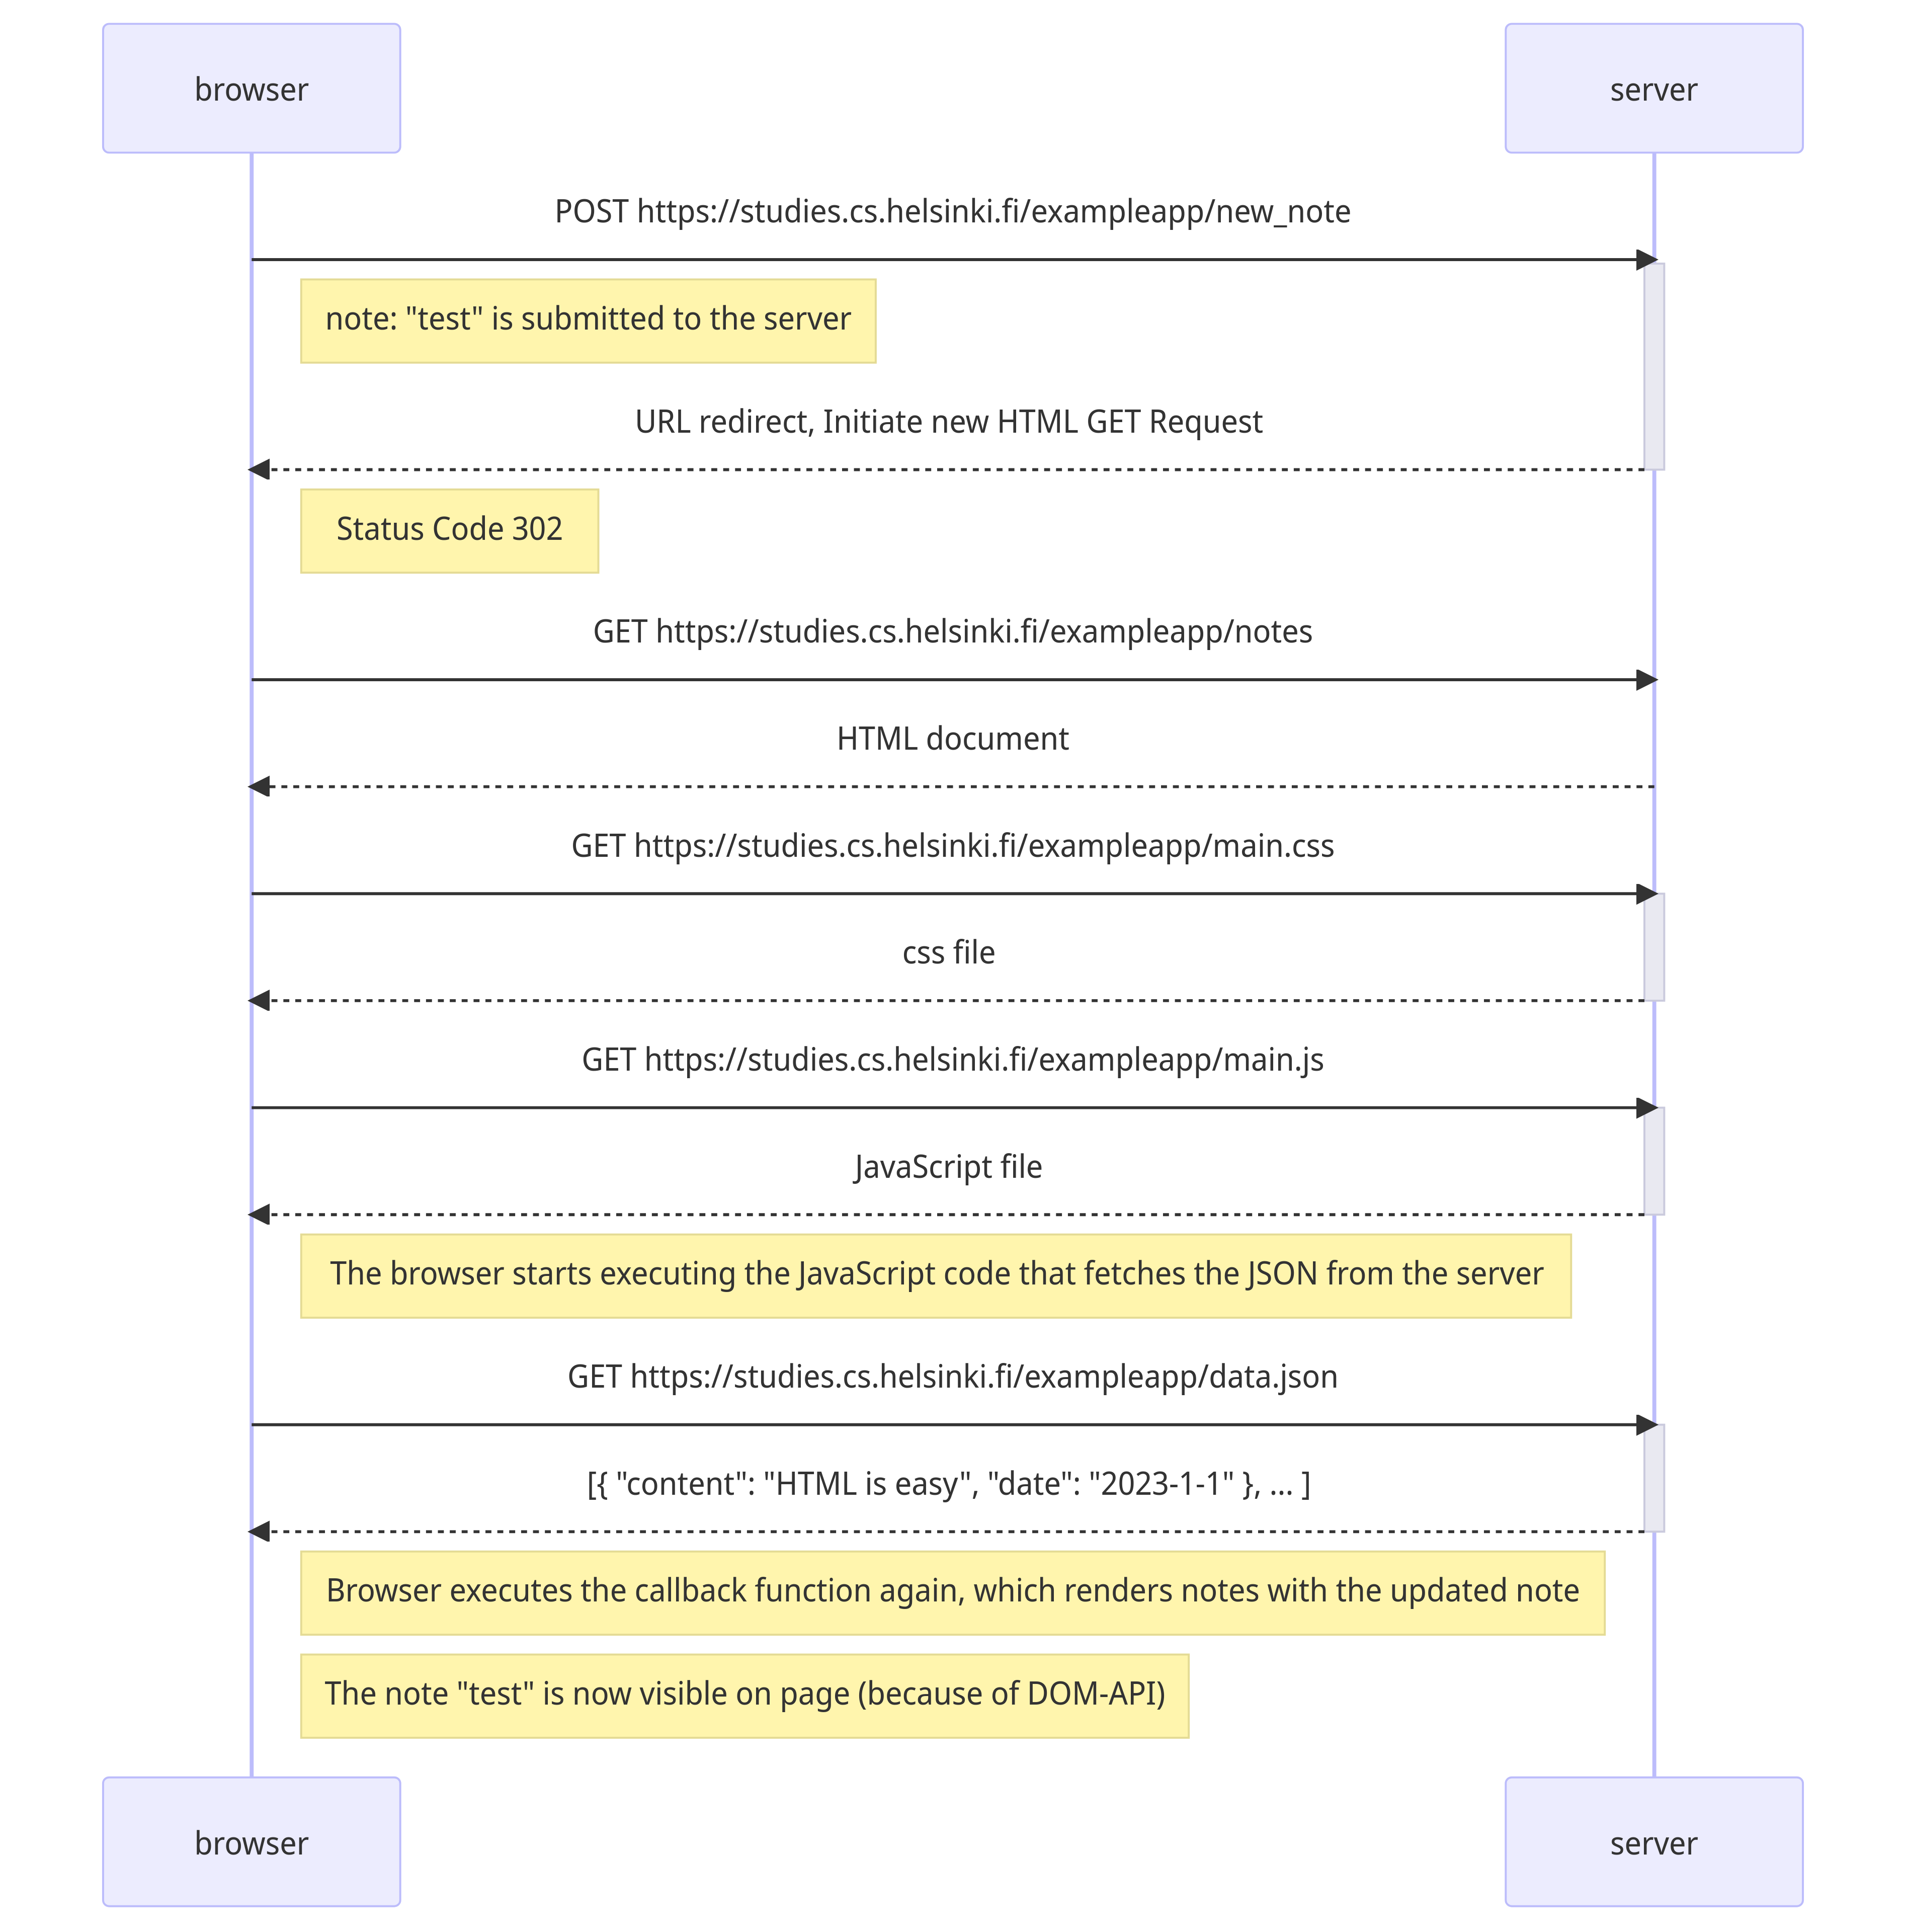 browser
server
POST https://studies.cs.helsinki.fi/exampleapp/new_note
note: "test" is submitted to the server
URL redirect, Initiate new HTML GET Request
Status Code 302
GET https://studies.cs.helsinki.fi/exampleapp/notes
HTML document
GET https://studies.cs.helsinki.fi/exampleapp/main.css
css file
GET https://studies.cs.helsinki.fi/exampleapp/main.js
JavaScript file
The browser starts executing the JavaScript code that fetches the JSON from the server
GET https://studies.cs.helsinki.fi/exampleapp/data.json
[{ "content": "HTML is easy", "date": "2023-1-1" }, ... ]
Browser executes the callback function again, which renders notes with the updated note
The note "test" is now visible on page (because of DOM-API)
browser
server